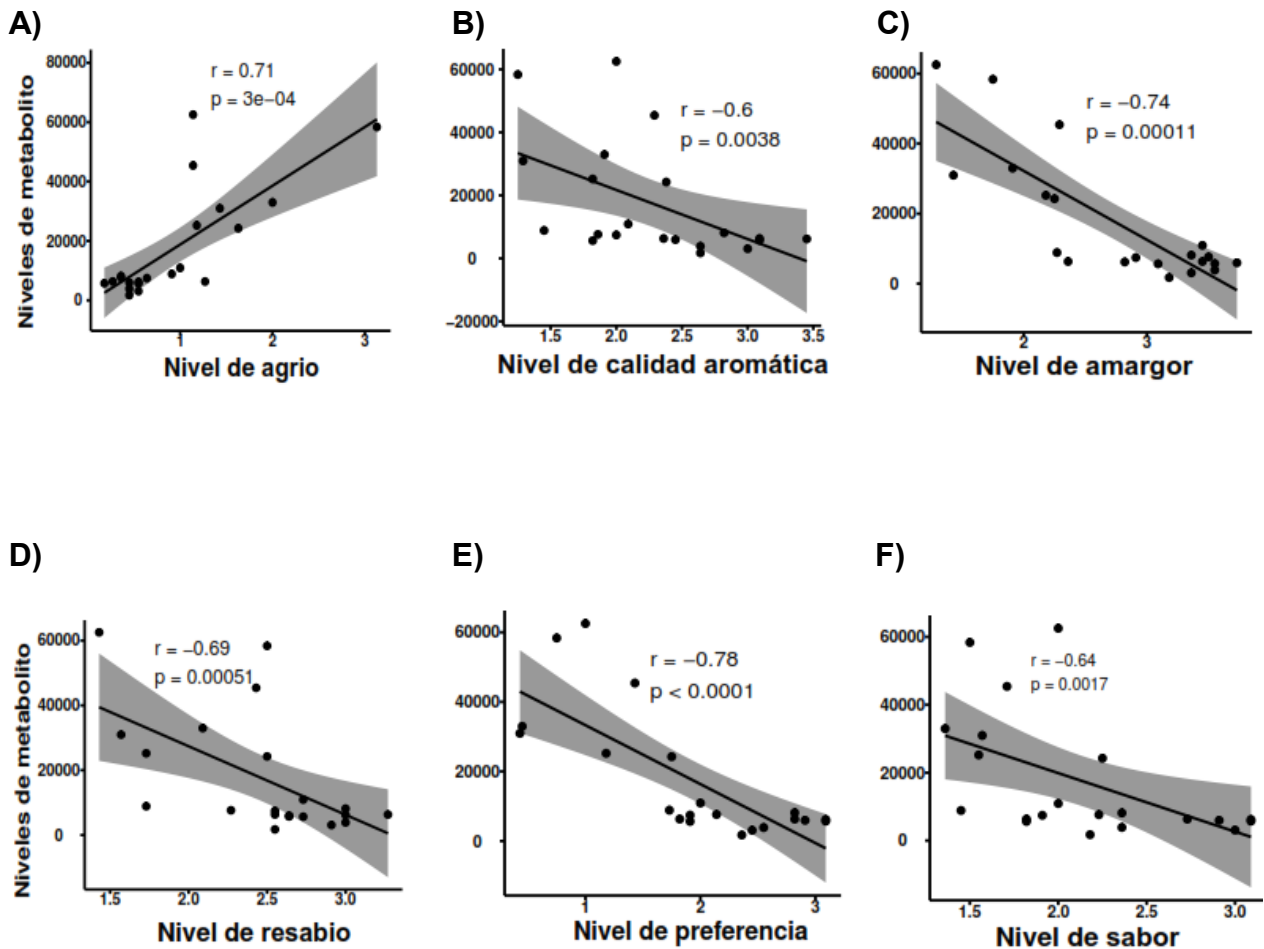 A)
Niveles de metabolito
80000
60000
40000
20000
0
r = 0.71
p = 3e−04
1
2
3
Nivel de agrio
B)
60000
40000
20000
0
−20000
r = −0.6
p = 0.0038
1.5
2.0
2.5
3.0
3.5
Nivel de calidad aromática
C)
60000
40000
20000
0
r = −0.74
p = 0.00011
2
3
Nivel de amargor
D)
Niveles de metabolito
60000
40000
20000
0
r = −0.69
p = 0.00051
1.5
2.0
2.5
3.0
Nivel de resabio
E)
60000
40000
20000
0
r = −0.78
p < 0.0001
1
2
3
Nivel de preferencia
F)
60000
40000
20000
0
r = −0.64
p = 0.0017
1.5
2.0
2.5
3.0
Nivel de sabor